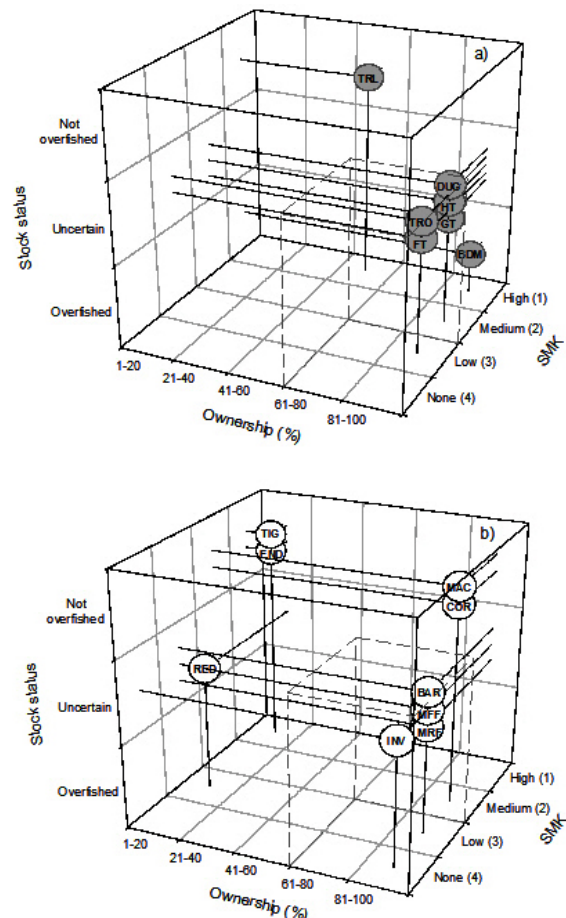 a)
TRL
Not
overfished
DUG
HT
TRO
GT
FT
BDM
Uncertain
Stock status
Overfished
High (1)
Medium (2)
Low (3)
None (4)
SMK
1-20
21-40
41-60
61-80
81-100
Ownership (%)
b)
TIG
END
MAC
COR
Not
overfished
RED
BAR
MFF
MRF
INV
Uncertain
Stock status
Overfished
High (1)
Medium (2)
Low (3)
None (4)
SMK
1-20
21-40
41-60
61-80
81-100
Ownership (%)